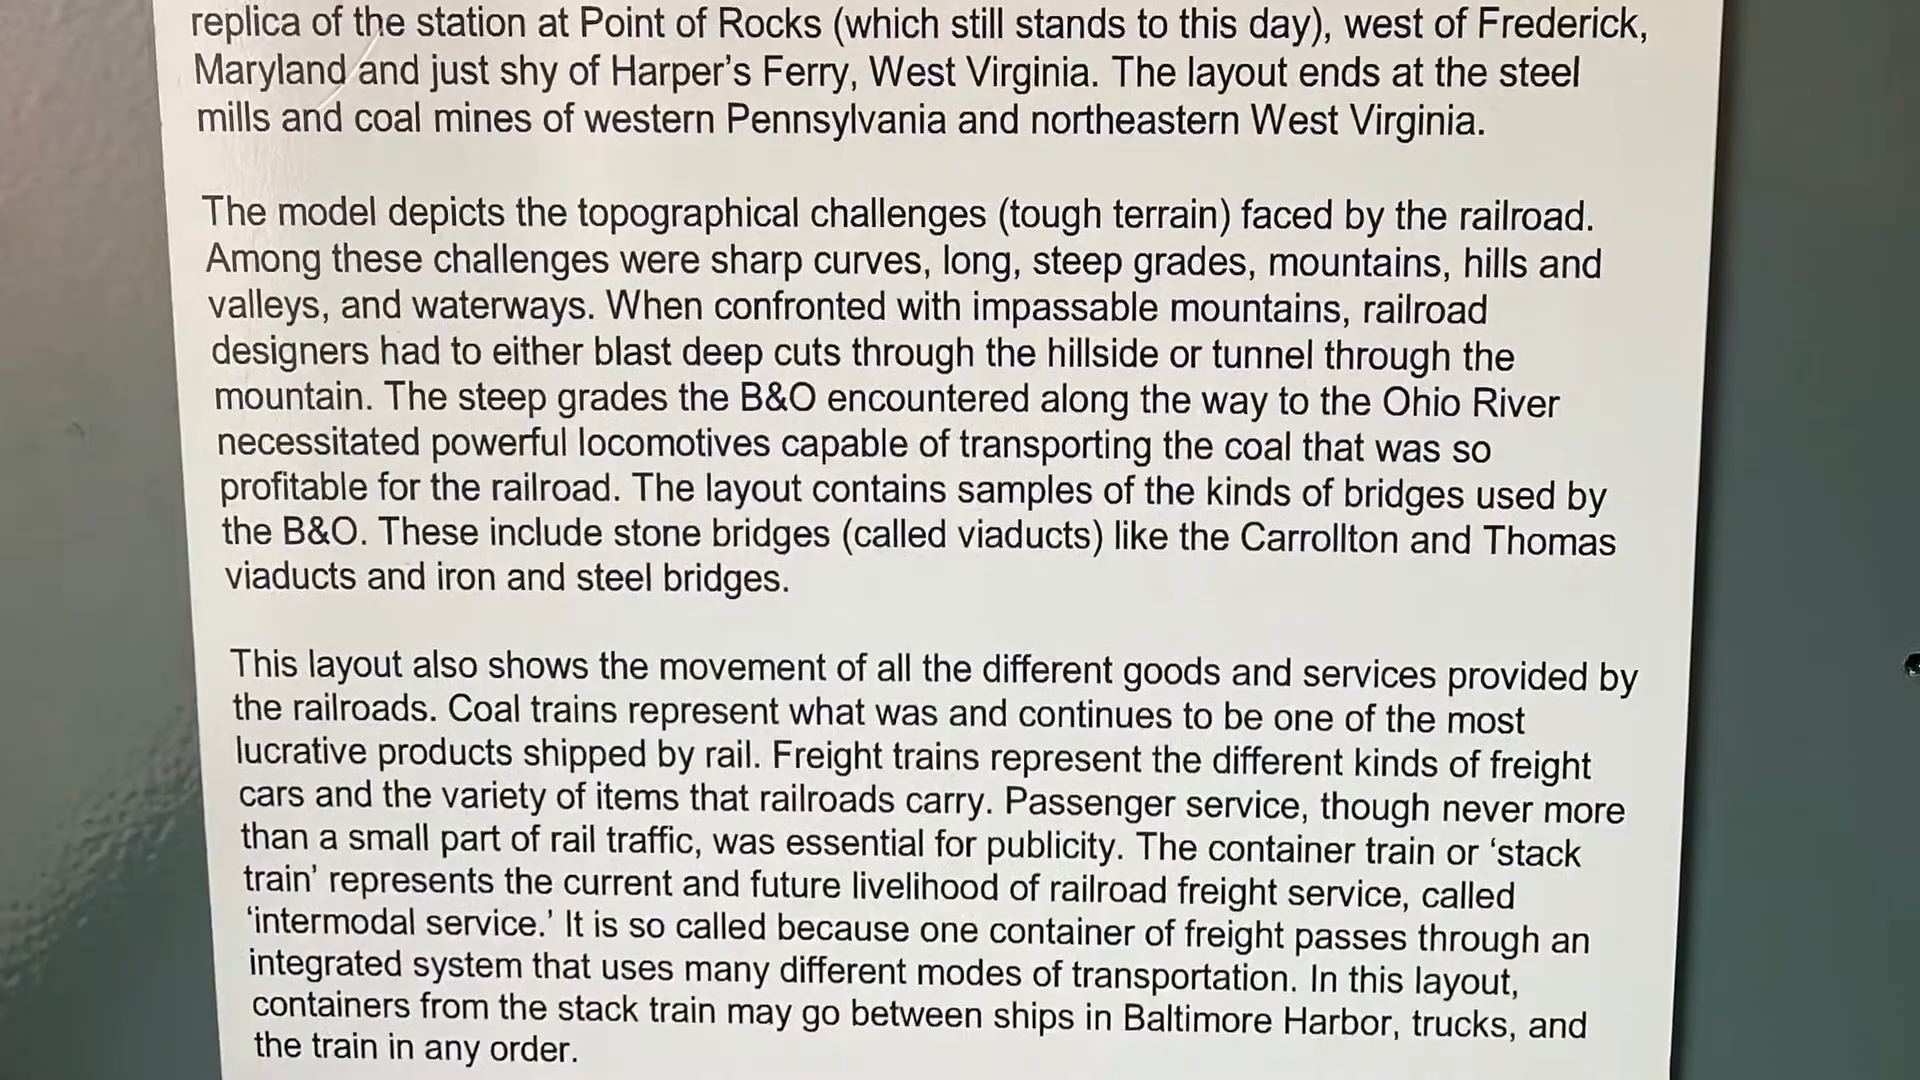 replica of the station at Point of Rocks (which still stands to this day), west of Frederick,
Maryland and just shy of Harper's Ferry, West Virginia. The layout ends at the steel
mills and coal mines of western Pennsylvania and northeastern West Virginia.
The model depicts the topographical challenges (tough terrain) faced by the railroad.
Among these challenges were sharp curves, long, steep grades, mountains, hills and
valleys, and waterways. When confronted with impassable mountains, railroad
designers had to either blast deep cuts through the hillside or tunnel through the
mountain. The steep grades the B&O encountered along the way to the Ohio River
necessitated powerful locomotives capable of transporting the coal that was so
profitable for the railroad. The layout contains samples of the kinds of bridges used by
the B&O. These include stone bridges (called viaducts) like the Carrollton and Thomas
viaducts and iron and steel bridges.
This layout also shows the movement of all the different goods and services provided by
the railroads. Coal trains represent what was and continues to be one of the most
lucrative products shipped by rail. Freight trains represent the different kinds of freight
cars and the variety of items that railroads carry. Passenger service, though never more
than a small part of rail traffic, was essential for publicity. The container train or ‘stack
train’ represents the current and future livelihood of railroad freight service, called
‘intermodal service.’ It is so called because one container of freight passes through an
integrated system that uses many different modes of transportation. In this layout,
containers from the stack train may go between ships in Baltimore Harbor, trucks, and
the train in any order.